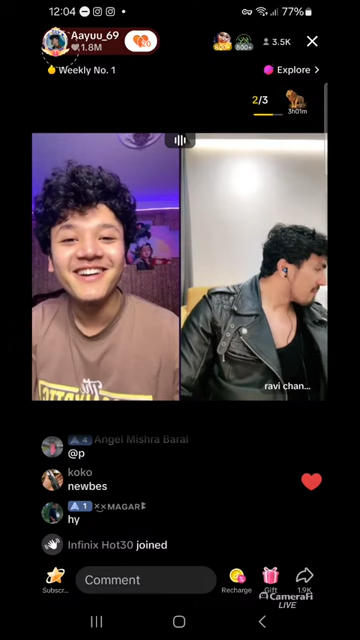 12:04
77%
Aayuu_69
1.8M
20
800+
3.5K
Weekly No. 1
Explore
2/3
3h01m
ravi chan...
4 Angel Mishra Baral
@p
koko
newbes
1 ××MAGAR
hy
Infinix Hot30 joined
Subscr...
Comment
Recharge
Gift
1.9K
CameraFi
LIVE